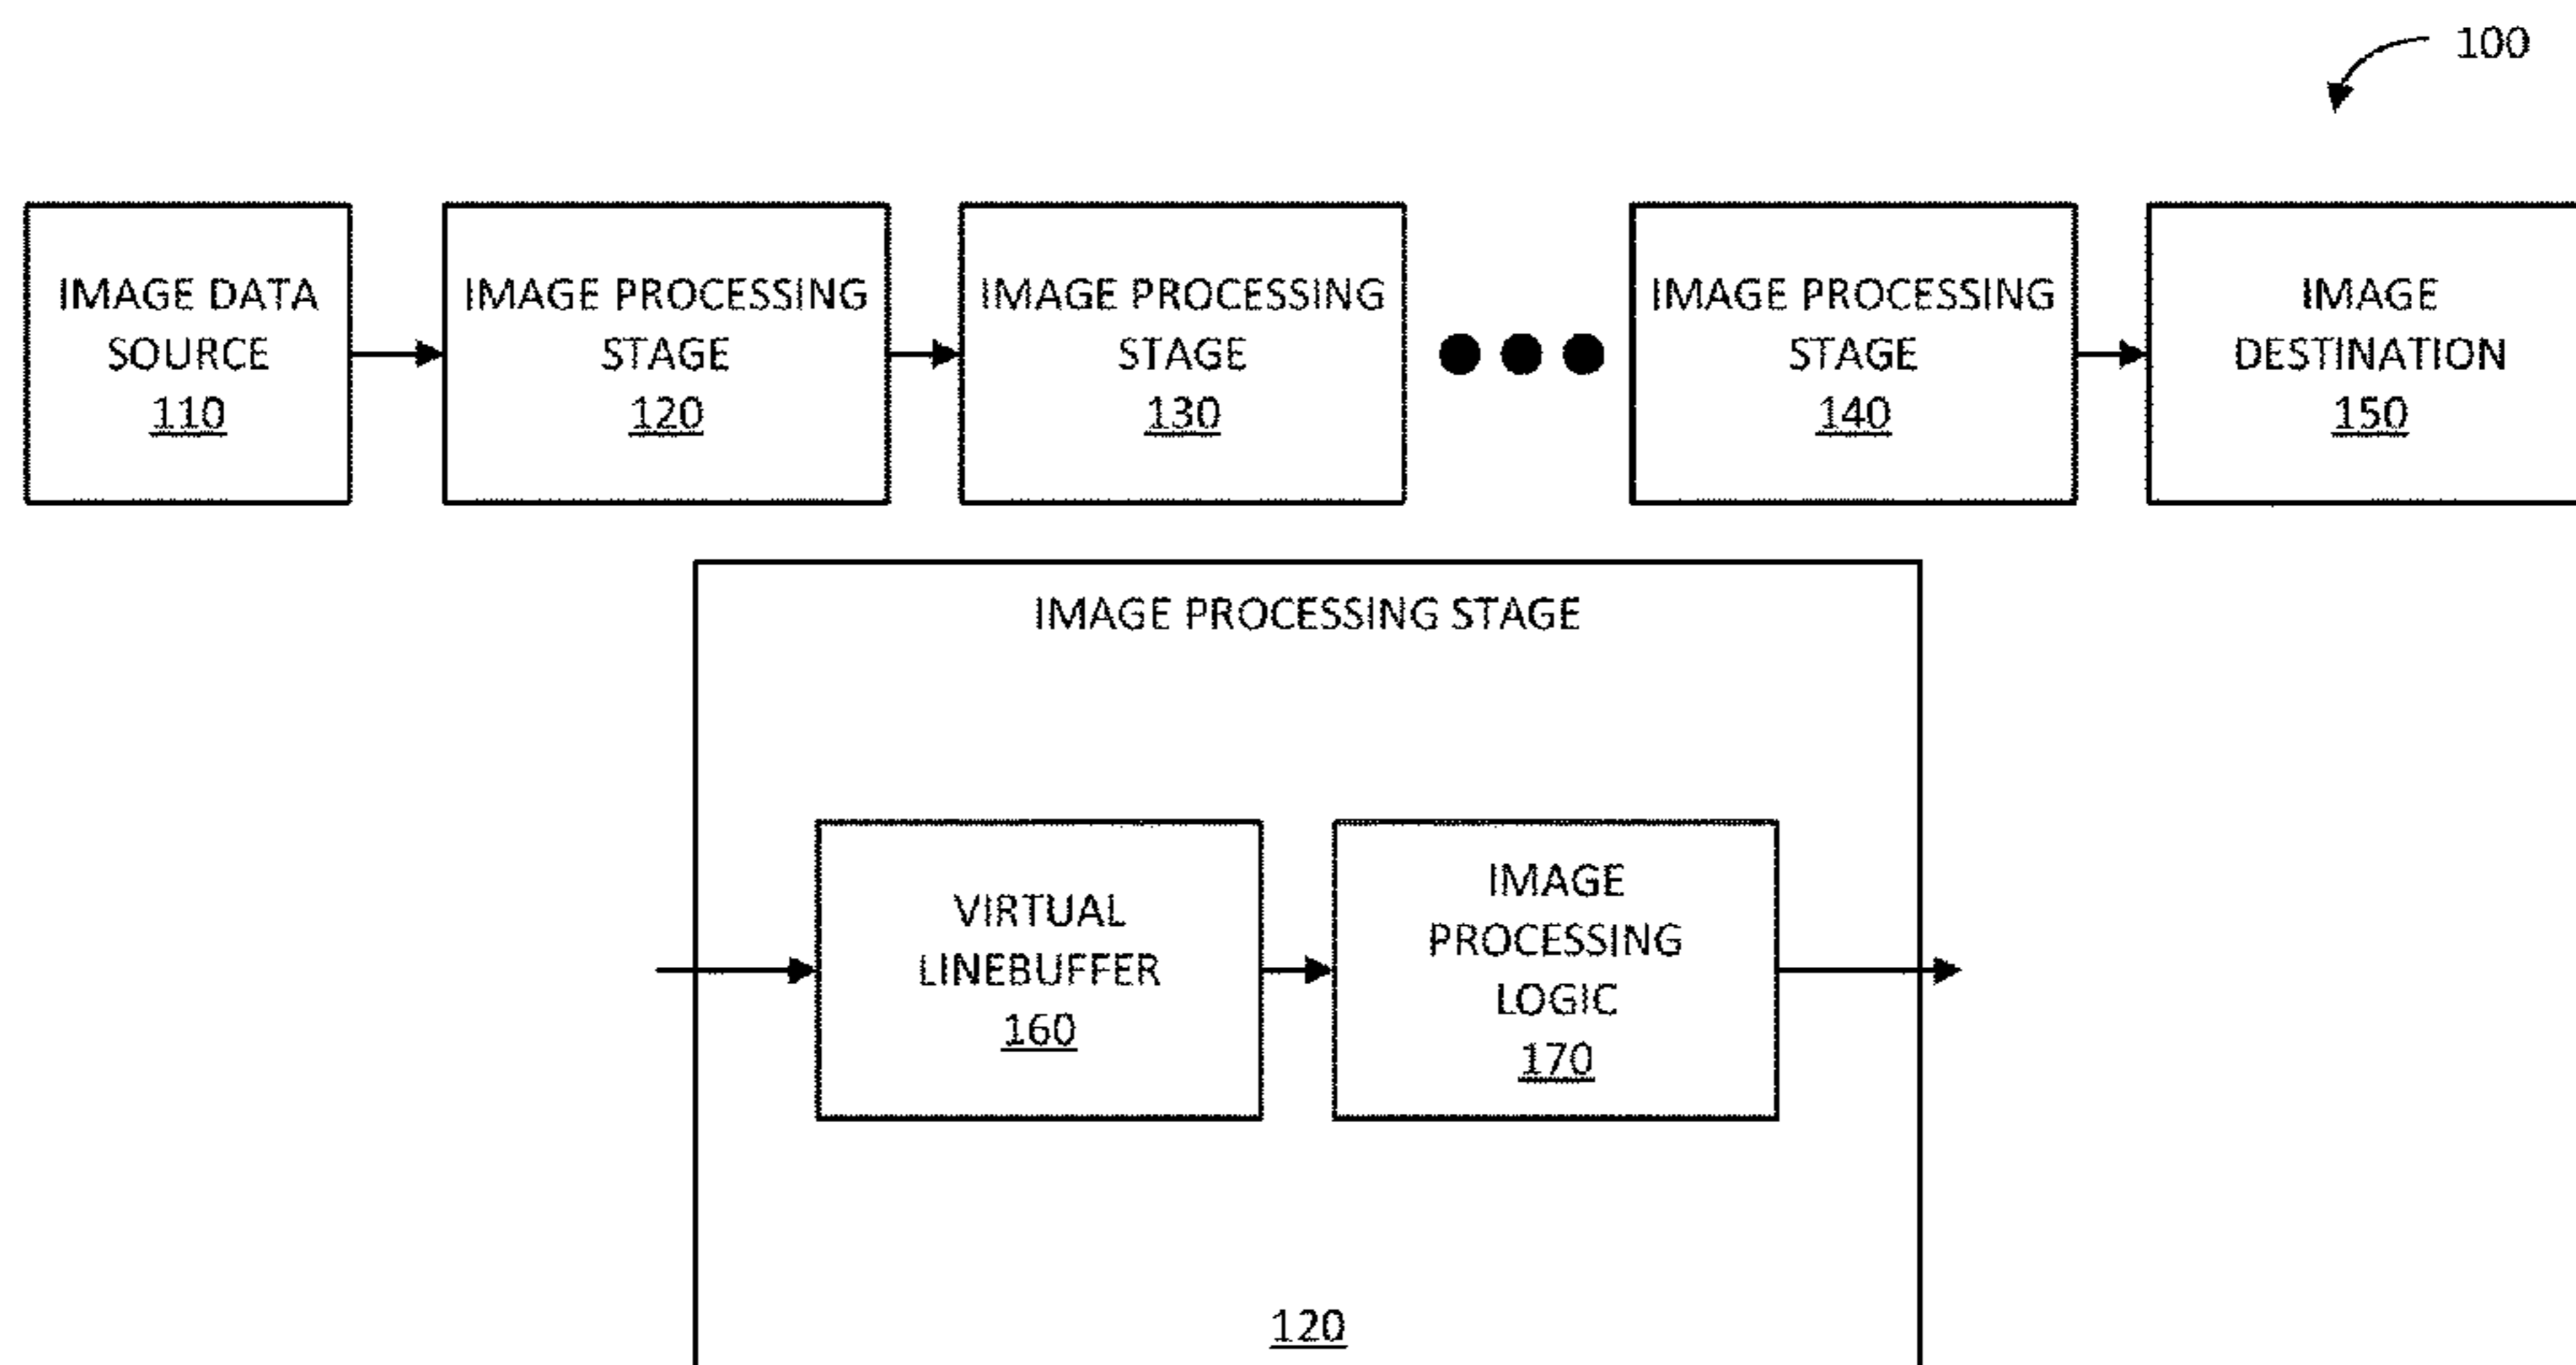 100
IMAGE DATA
SOURCE
110
IMAGE PROCESSING
STAGE
120
IMAGE PROCESSING
STAGE
130
IMAGE PROCESSING
STAGE
140
IMAGE
DESTINATION
150
IMAGE PROCESSING STAGE
VIRTUAL
LINEBUFFER
160
IMAGE
PROCESSING
LOGIC
170
120